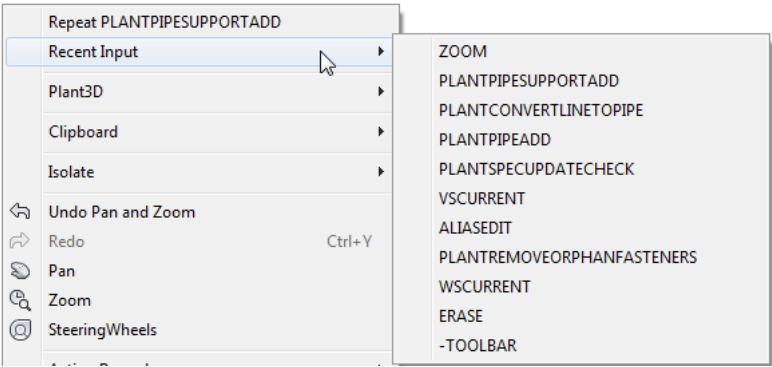 Repeat PLANTPIPESUPPORTADD
Recent Input
Plant3D
Clipboard
Isolate
Undo Pan and Zoom
Redo Ctrl+Y
Pan
Zoom
SteeringWheels
ZOOM
PLANTPIPESUPPORTADD
PLANTCONVERTLINETOPIPE
PLANTPIPEADD
PLANTSPECUPDATECHECK
VSCURRENT
ALIASEDIT
PLANTREMOVEORPHANFASTENERS
WSCURRENT
ERASE
-TOOLBAR